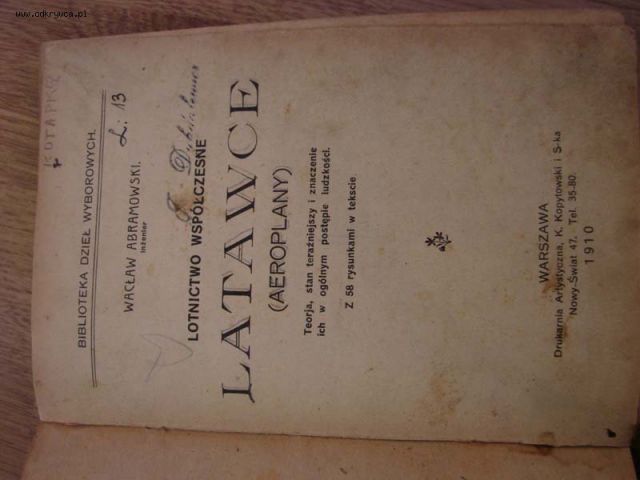 www.odkrywca.pl
KOTAPKA
BIBLIOTEKA DZIEŁ WYBOROWYCH.
Ł: 13
WACŁAW ABRAMOWSKI.
inżenier
LOTNICTWO WSPÓŁCZESNE
LATAWCE
(AEROPLANY)
Teorja, stan teraźniejszy i znaczenie
ich w ogólnym postępie ludzkości.
Z 58 rysunkami w tekście
WARSZAWA
Drukarnia Artystyczna, K. Kopytowski i S-ka
Nowy-Świat 47. Tel. 35-80.
1910